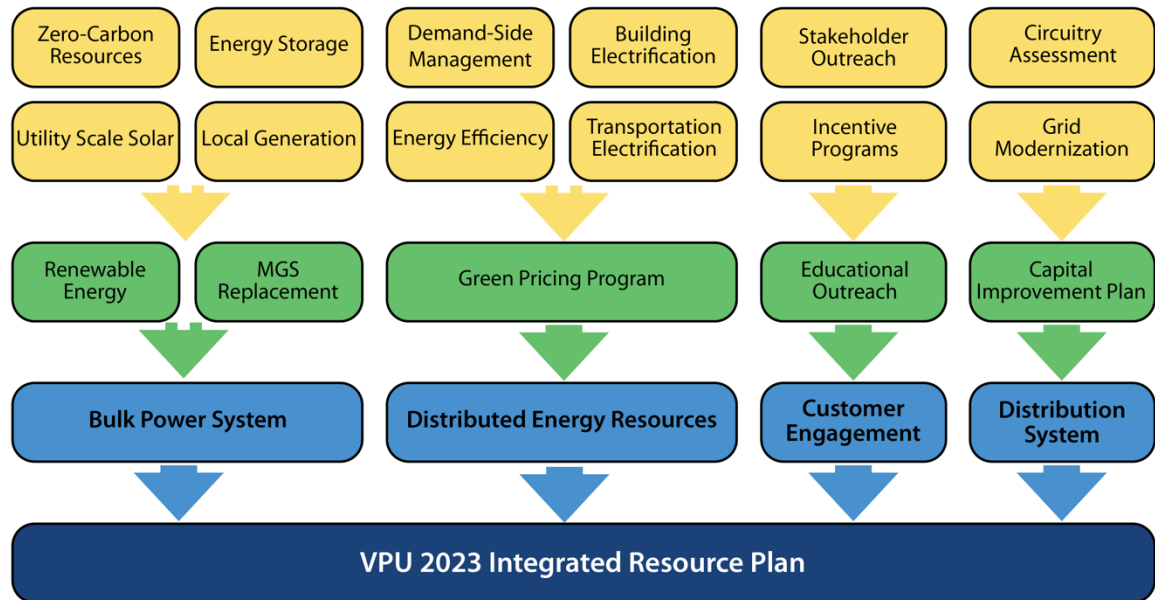 Zero-Carbon
Resources
Energy Storage
Demand-Side
Management
Building
Electrification
Stakeholder
Outreach
Circuitry
Assessment
Utility Scale Solar
Local Generation
Energy Efficiency
Transportation
Electrification
Incentive
Programs
Grid
Modernization
Renewable
Energy
MGS
Replacement
Green Pricing Program
Educational
Outreach
Capital
Improvement Plan
Bulk Power System
Distributed Energy Resources
Customer
Engagement
Distribution
System
VPU 2023 Integrated Resource Plan